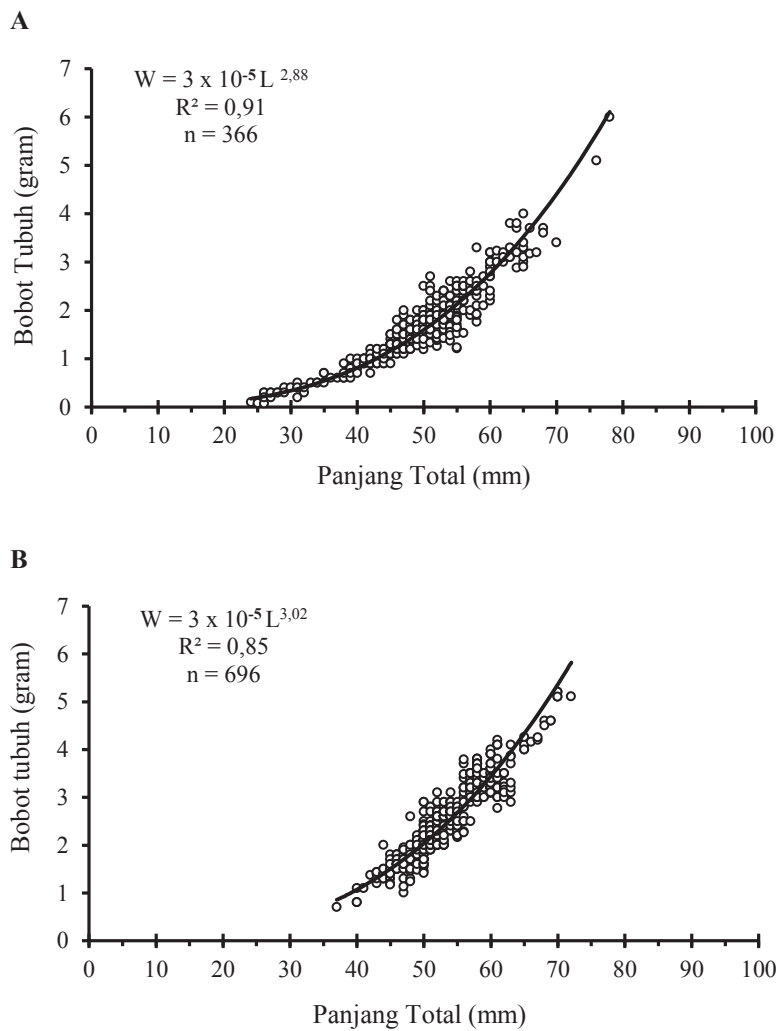 A
W = 3 x 10⁻⁵ L ²,⁸⁸
R² = 0,91
n = 366
7
6
5
4
3
2
1
0
Bobot Tubuh (gram)
0 10 20 30 40 50 60 70 80 90 100
Panjang Total (mm)
B
W = 3 x 10⁻⁵ L³,⁰²
R² = 0,85
n = 696
7
6
5
4
3
2
1
0
Bobot tubuh (gram)
0 10 20 30 40 50 60 70 80 90 100
Panjang Total (mm)